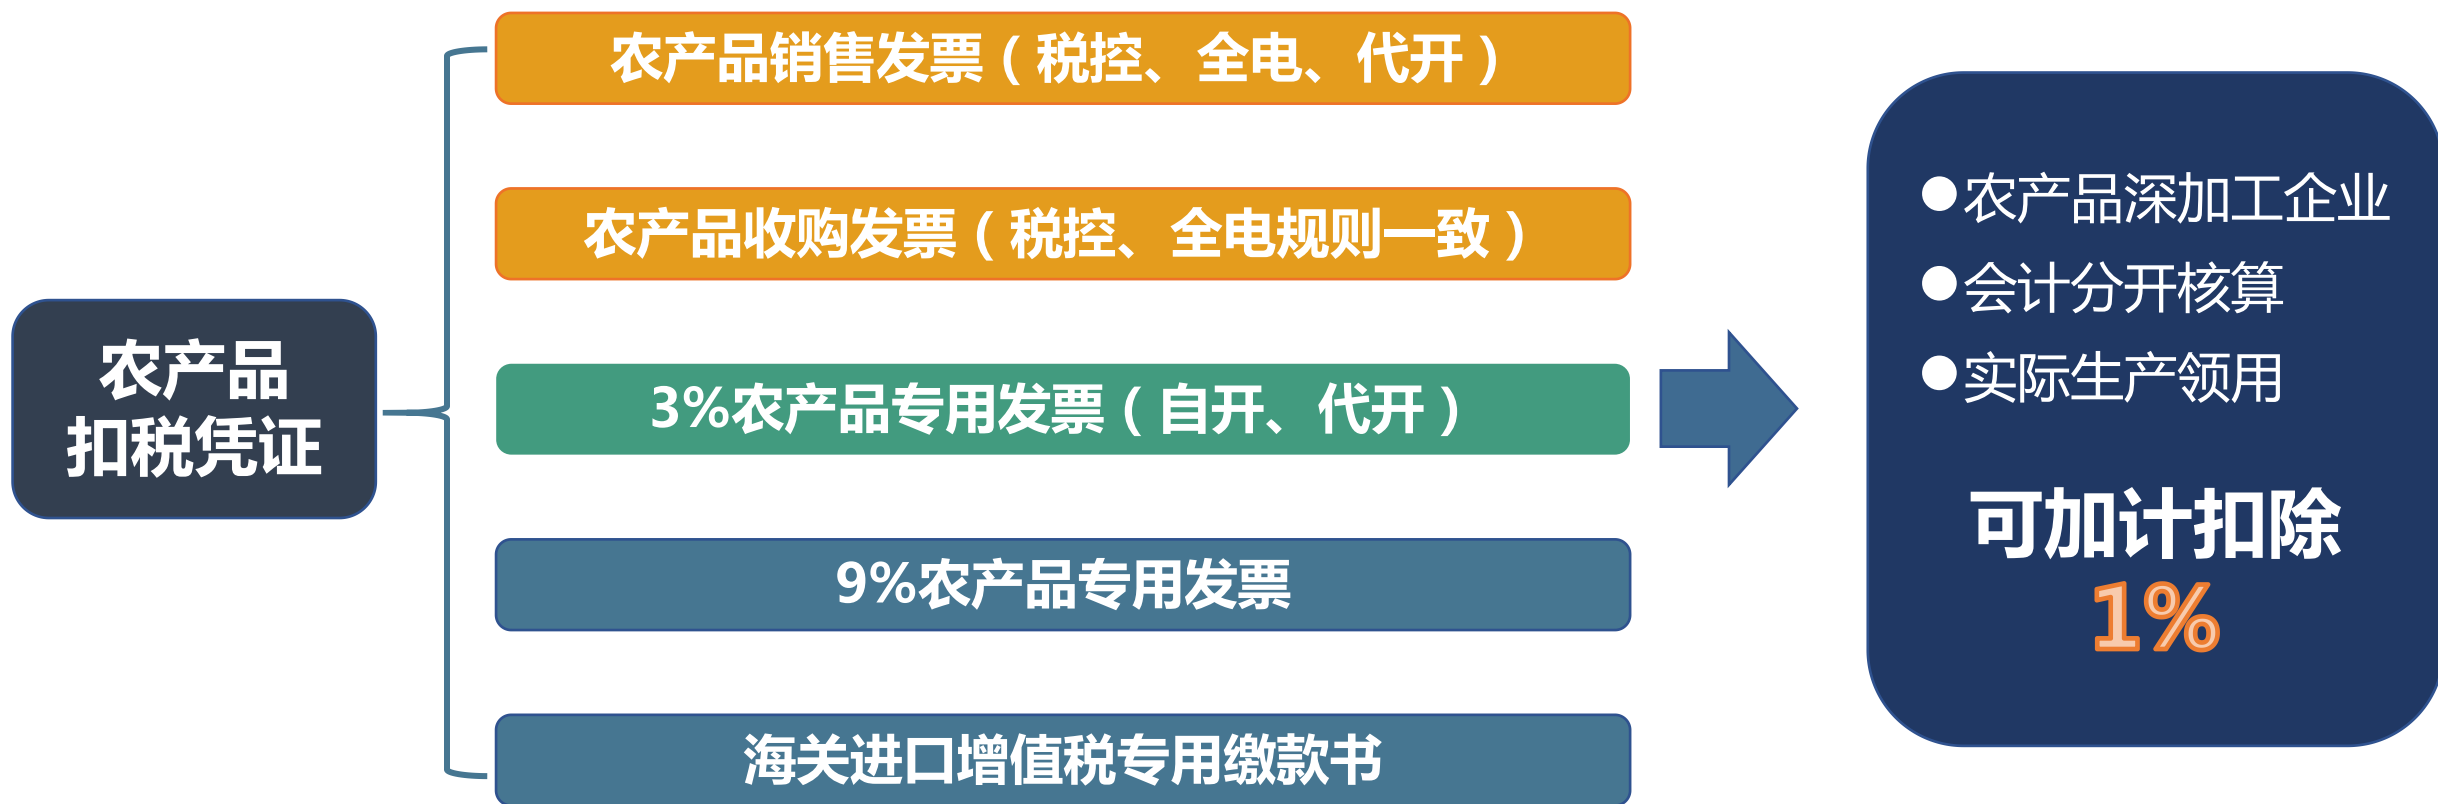 农产品
扣税凭证
农产品销售发票（税控、全电、代开）
农产品收购发票（税控、全电规则一致）
3%农产品专用发票（自开、代开）
9%农产品专用发票
海关进口增值税专用缴款书
●农产品深加工企业
●会计分开核算
●实际生产领用
可加计扣除
1%